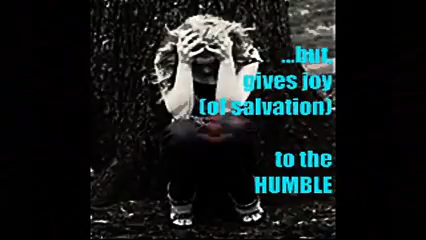 ...but,
gives joy
(of salvation)
to the
HUMBLE